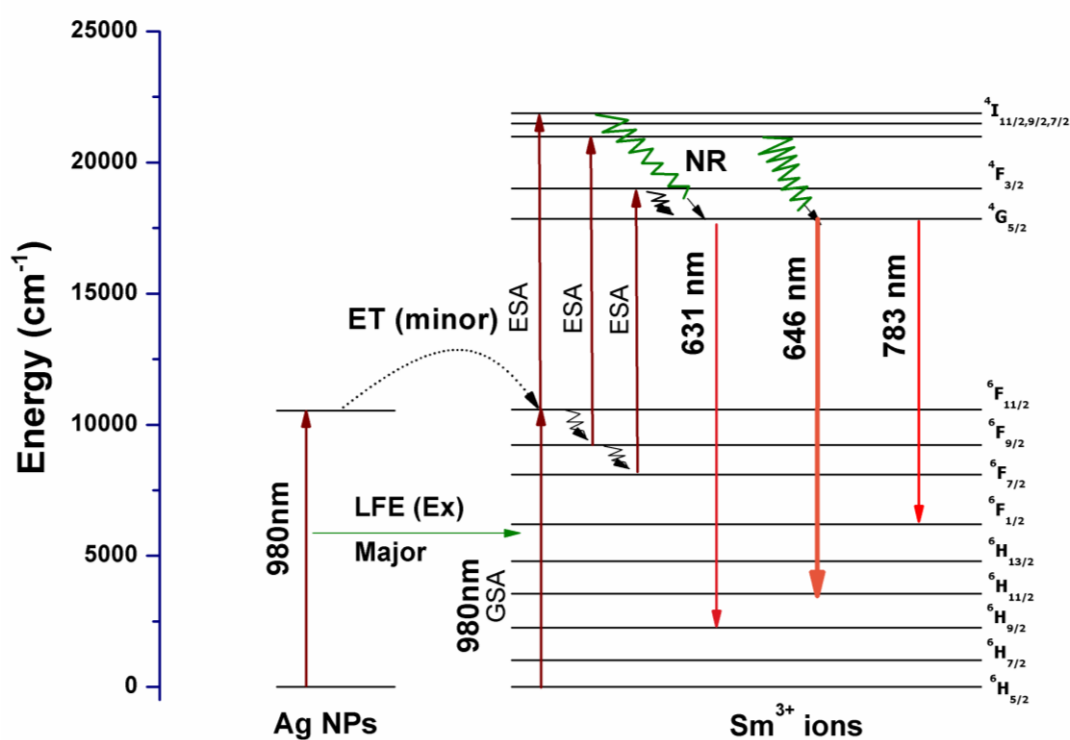 Energy (cm⁻¹)
25000
20000
15000
10000
5000
0
⁴I₁₁/₂,₉/₂,₇/₂
NR
⁴F₃/₂
⁴G₅/₂
ESA
ESA
ESA
631 nm
646 nm
783 nm
ET (minor)
⁶F₁₁/₂
⁶F₉/₂
⁶F₇/₂
980nm
LFE (Ex)
Major
980nm
GSA
⁶F₁/₂
⁶H₁₃/₂
⁶H₁₁/₂
⁶H₉/₂
⁶H₇/₂
⁶H₅/₂
Ag NPs
Sm³⁺ ions